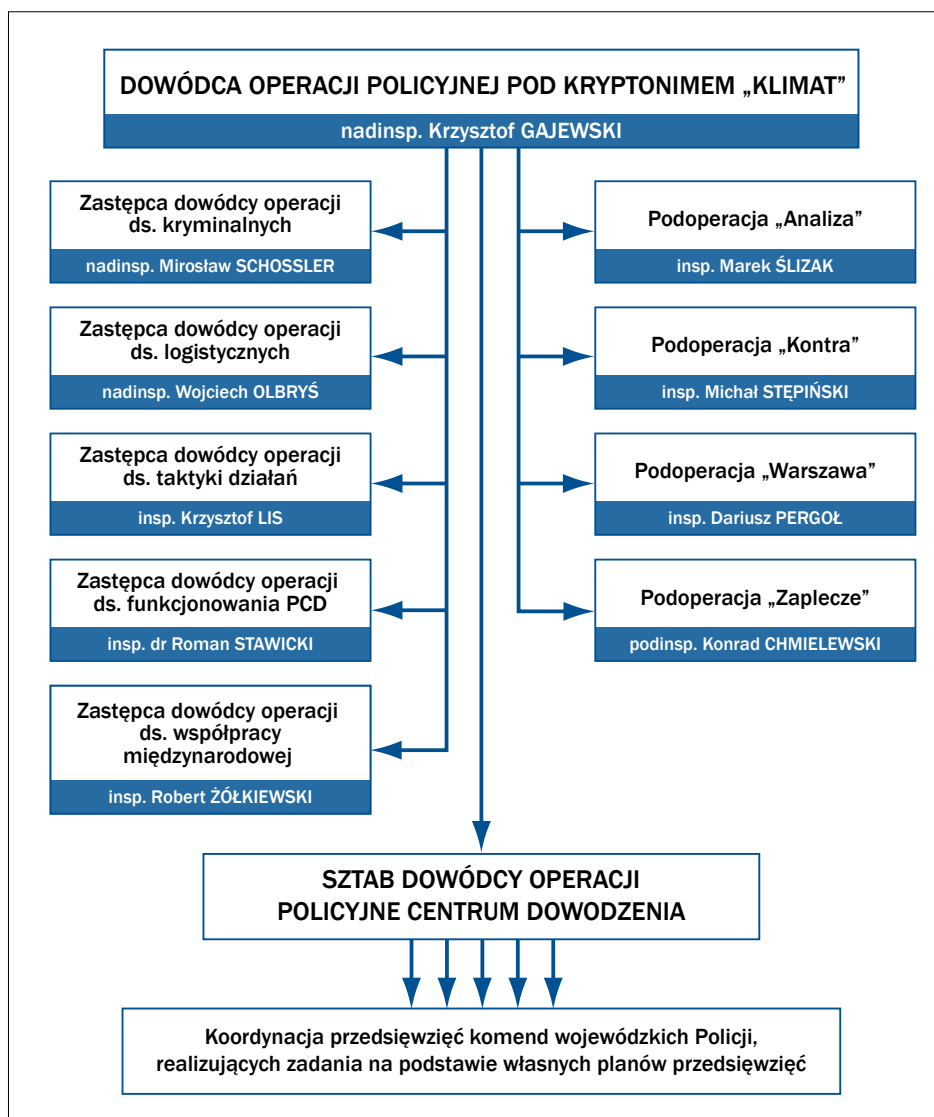 DOWÓDCA OPERACJI POLICYJNEJ POD KRYPTONIMEM „KLIMAT”
nadinsp. Krzysztof GAJEWSKI
Zastępca dowódcy operacji
ds. kryminalnych
nadinsp. Mirosław SCHOSSLER
Zastępca dowódcy operacji
ds. logistycznych
nadinsp. Wojciech OLBRYŚ
Zastępca dowódcy operacji
ds. taktyki działań
insp. Krzysztof LIS
Zastępca dowódcy operacji
ds. funkcjonowania PCD
insp. dr Roman STAWICKI
Zastępca dowódcy operacji
ds. współpracy
międzynarodowej
insp. Robert ŻÓŁKIEWSKI
Podoperacja „Analiza”
insp. Marek ŚLIZAK
Podoperacja „Kontra”
insp. Michał STĘPIŃSKI
Podoperacja „Warszawa”
insp. Dariusz PERGOŁ
Podoperacja „Zaplecze”
podinsp. Konrad CHMIELEWSKI
SZTAB DOWÓDCY OPERACJI
POLICYJNE CENTRUM DOWODZENIA
Koordynacja przedsięwzięć komend wojewódzkich Policji,
realizujących zadania na podstawie własnych planów przedsięwzięć